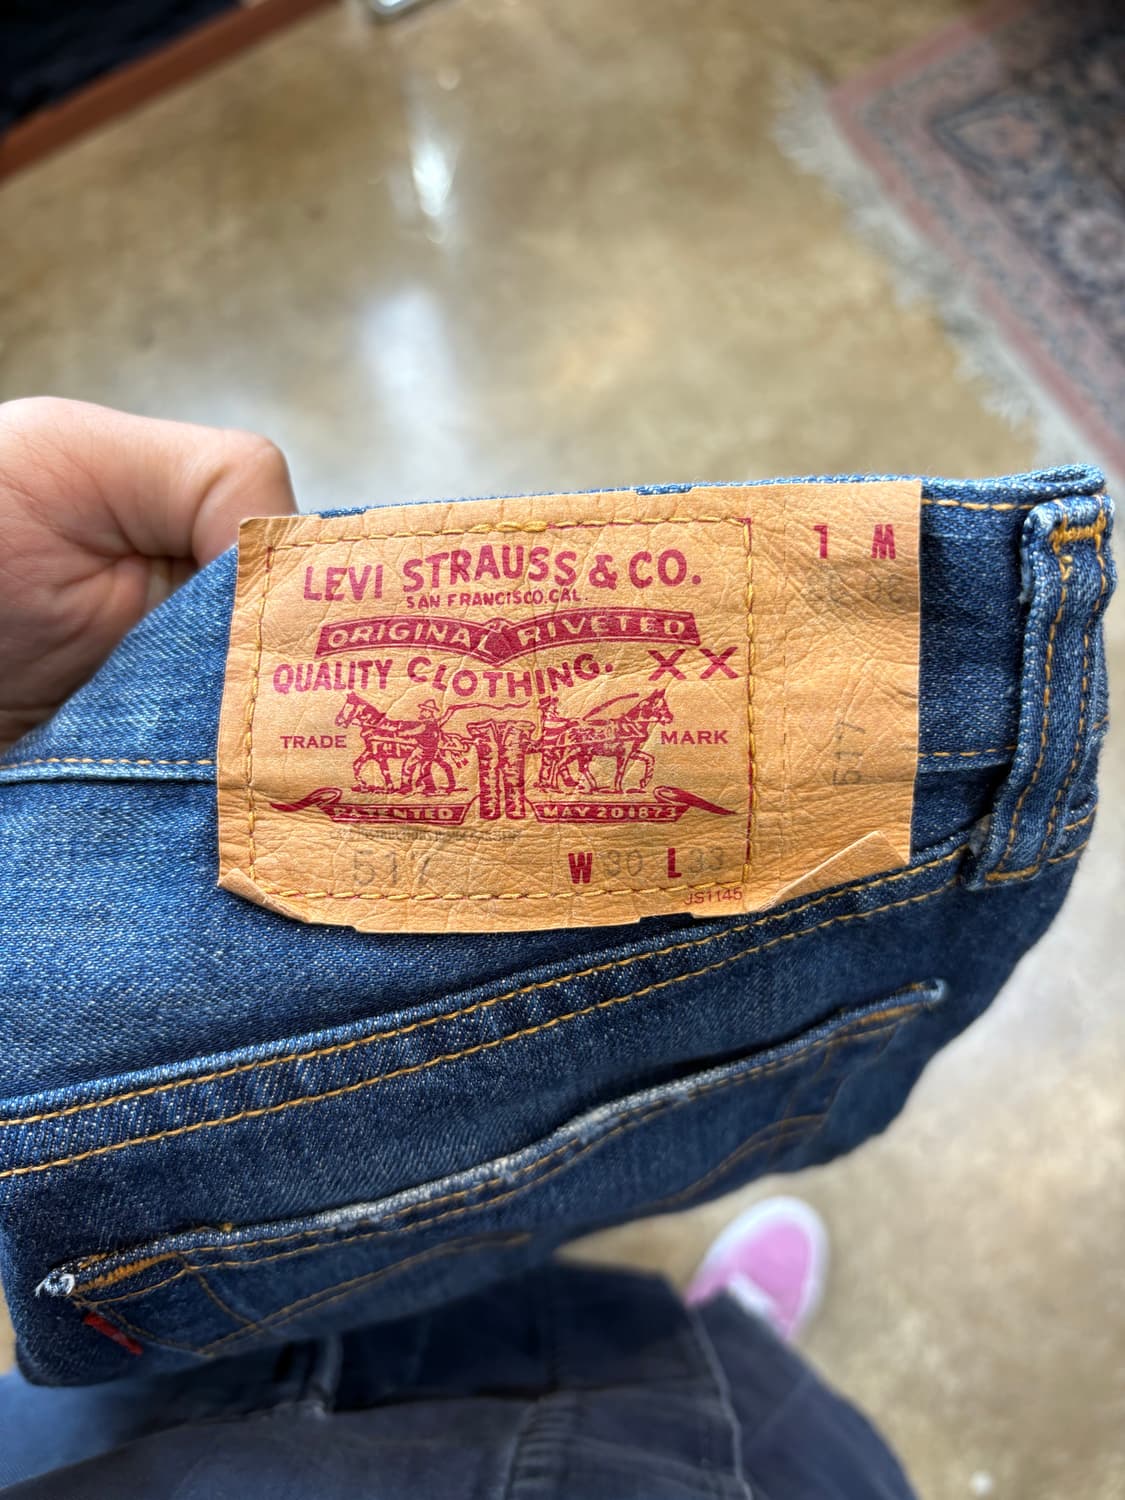 LEVI STRAUSS & CO.
SAN FRANCISCO.CAL
ORIGINAL RIVETED
QUALITY CLOTHING. XX
TRADE MARK
PATENTED MAY 20 1873
517 W 30 L 33
JS1145
1 M
517